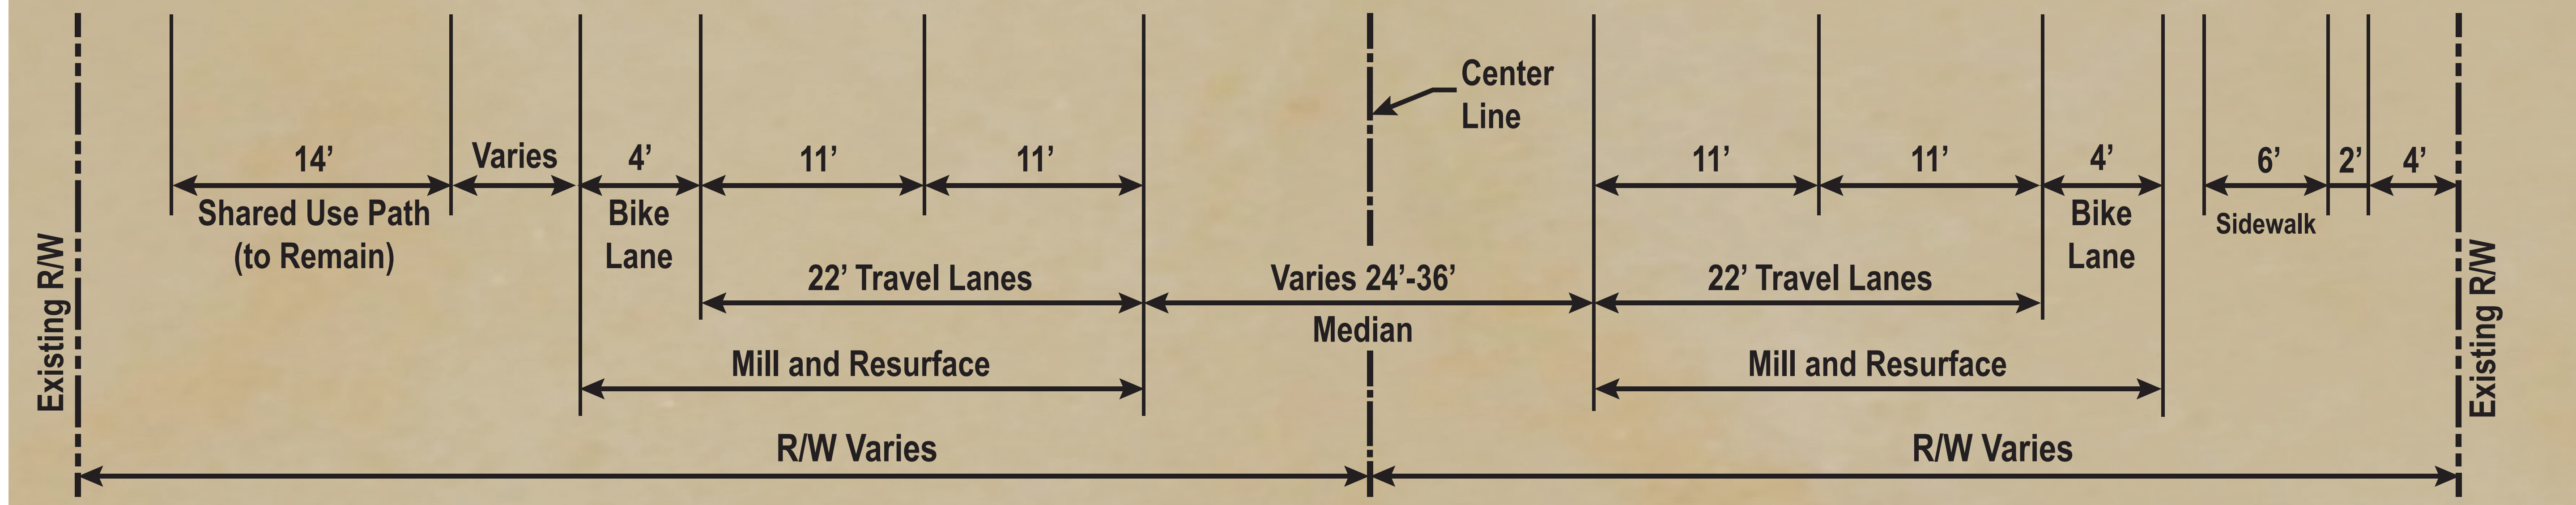 Center
Line
14’
Varies
4’
11’
11’
11’
11’
4’
6’
2’
4’
Shared Use Path
(to Remain)
Bike
Lane
Bike
Lane
Sidewalk
22’ Travel Lanes
Varies 24’-36’
Median
22’ Travel Lanes
Mill and Resurface
Mill and Resurface
Existing R/W
Existing R/W
R/W Varies
R/W Varies